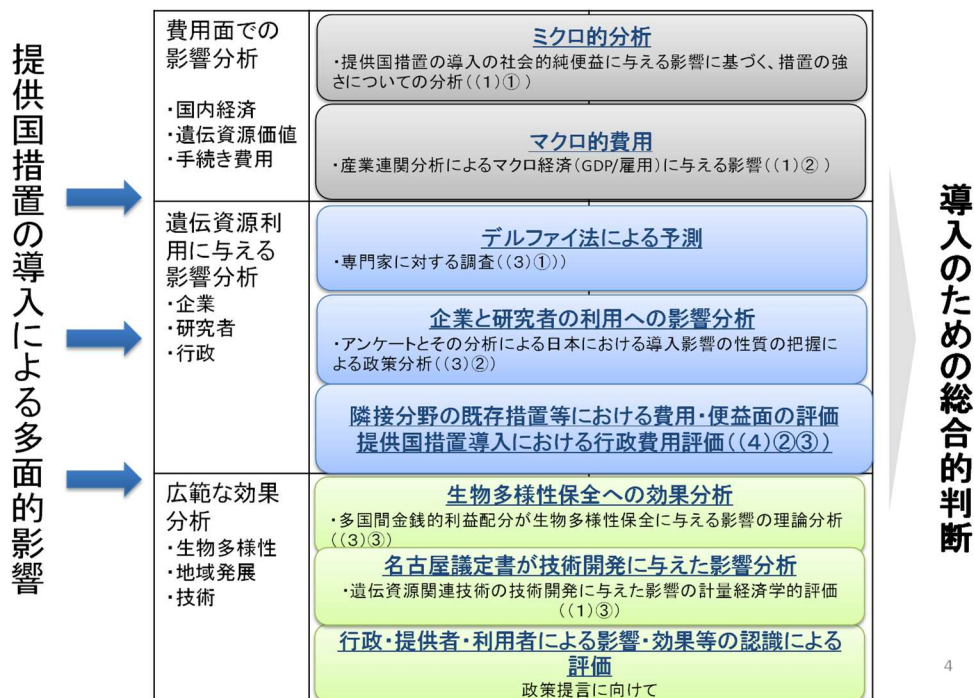 提供国措置の導入による多面的影響
費用面での
影響分析
・国内経済
・遺伝資源価値
・手続き費用
ミクロ的分析
・提供国措置の導入の社会的純便益に与える影響に基づく、措置の強
さについての分析((1)①)
マクロ的費用
・産業連関分析によるマクロ経済(GDP/雇用)に与える影響((1)②)
遺伝資源利
用に与える
影響分析
・企業
・研究者
・行政
デルファイ法による予測
・専門家に対する調査((3)①))
企業と研究者の利用への影響分析
・アンケートとその分析による日本における導入影響の性質の把握に
よる政策分析((3)②)
隣接分野の既存措置等における費用・便益面の評価
提供国措置導入における行政費用評価((4)②③)
広範な効果
分析
・生物多様性
・地域発展
・技術
生物多様性保全への効果分析
・多国間金銭的利益配分が生物多様性保全に与える影響の理論分析
((3)③)
名古屋議定書が技術開発に与えた影響分析
・遺伝資源関連技術の技術開発に与えた影響の計量経済学的評価
((1)③)
行政・提供者・利用者による影響・効果等の認識による
評価
政策提言に向けて
導入のための総合的判断
4